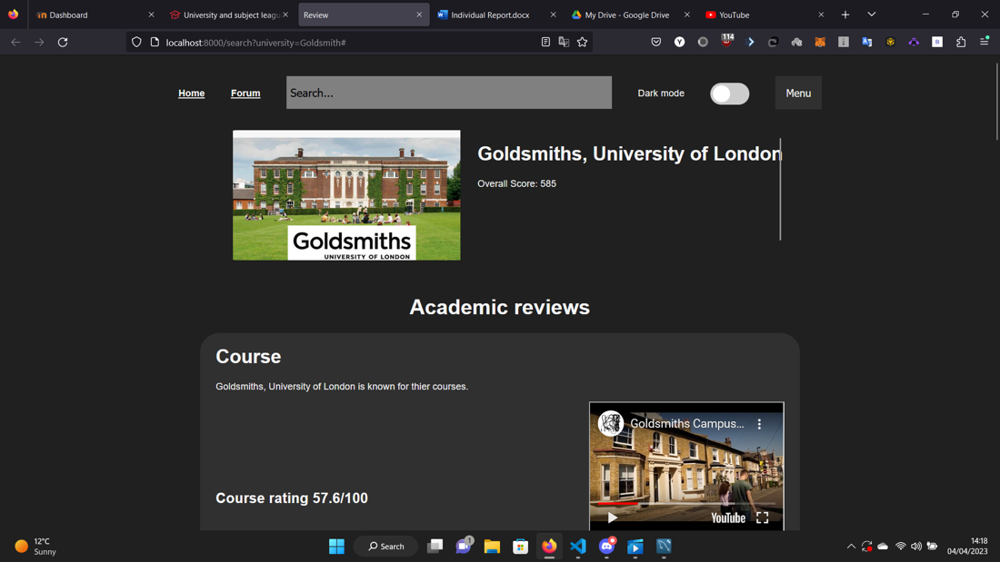 Dashboard
University and subject leagu
Review
Individual Report.docx
My Drive - Google Drive
YouTube
localhost:8000/search?university=Goldsmith#
114
Home
Forum
Search...
Dark mode
Menu
Goldsmiths, University of London
Overall Score: 585
Goldsmiths
UNIVERSITY OF LONDON
Academic reviews
Course
Goldsmiths, University of London is known for thier courses.
Goldsmiths Campus...
Course rating 57.6/100
YouTube
12°C
Sunny
Search
1
14:18
04/04/2023